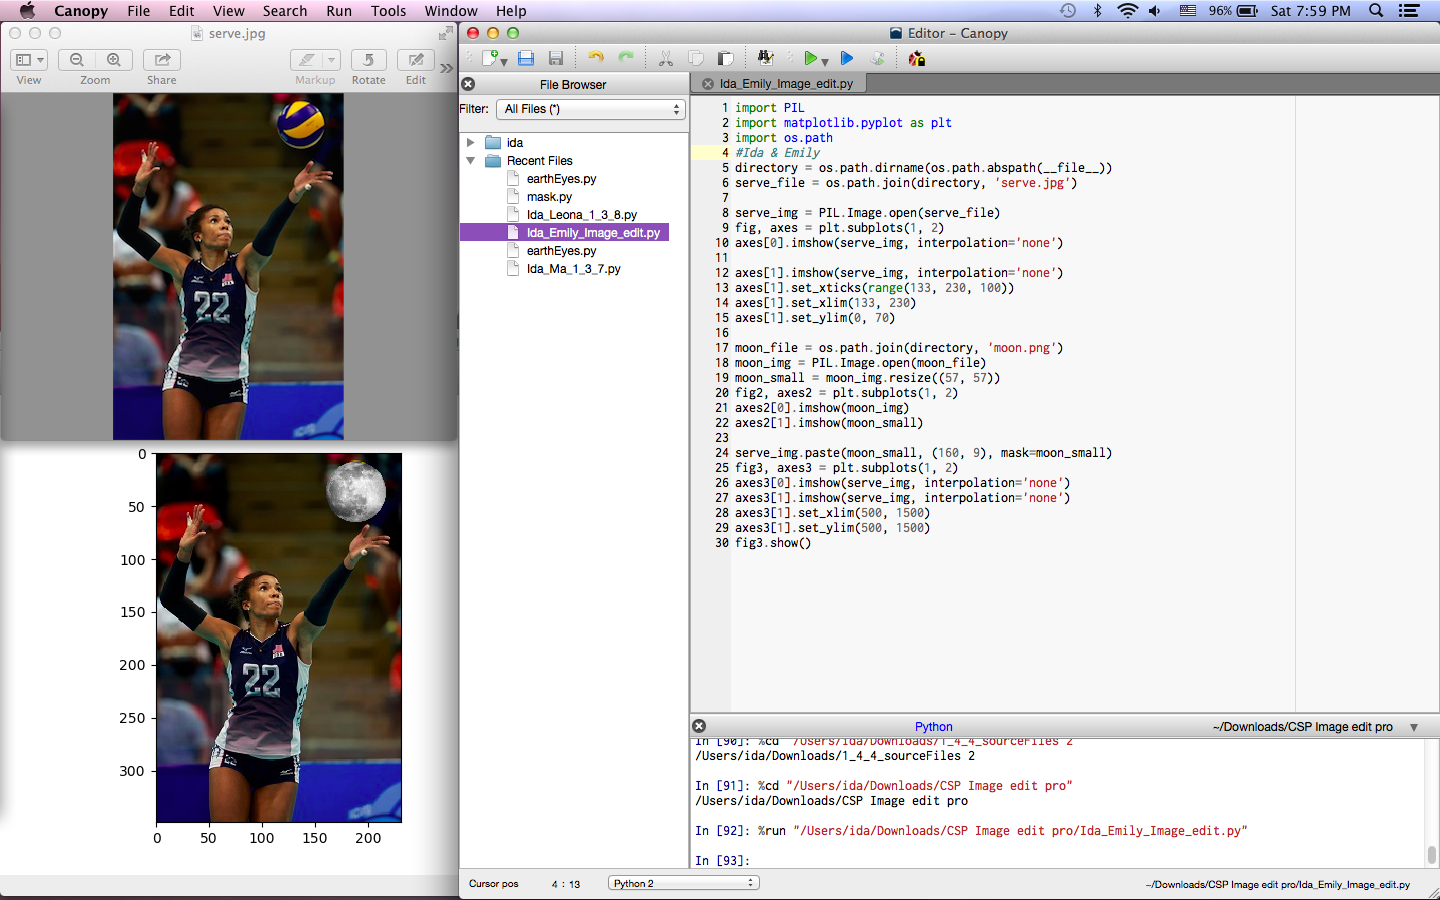 Canopy File Edit View Search Run Tools Window Help 96% Sat 7:59 PM
serve.jpg
View Zoom Share Markup Rotate Edit
22
0
50
100
150
200
250
300
22
0 50 100 150 200
Editor – Canopy
File Browser
Filter: All Files (*)
ida
Recent Files
earthEyes.py
mask.py
Ida_Leona_1_3_8.py
Ida_Emily_Image_edit.py
earthEyes.py
Ida_Ma_1_3_7.py
Ida_Emily_Image_edit.py
1 import PIL
2 import matplotlib.pyplot as plt
3 import os.path
4 #Ida & Emily
5 directory = os.path.dirname(os.path.abspath(__file__))
6 serve_file = os.path.join(directory, 'serve.jpg')
7
8 serve_img = PIL.Image.open(serve_file)
9 fig, axes = plt.subplots(1, 2)
10 axes[0].imshow(serve_img, interpolation='none')
11
12 axes[1].imshow(serve_img, interpolation='none')
13 axes[1].set_xticks(range(133, 230, 100))
14 axes[1].set_xlim(133, 230)
15 axes[1].set_ylim(0, 70)
16
17 moon_file = os.path.join(directory, 'moon.png')
18 moon_img = PIL.Image.open(moon_file)
19 moon_small = moon_img.resize((57, 57))
20 fig2, axes2 = plt.subplots(1, 2)
21 axes2[0].imshow(moon_img)
22 axes2[1].imshow(moon_small)
23
24 serve_img.paste(moon_small, (160, 9), mask=moon_small)
25 fig3, axes3 = plt.subplots(1, 2)
26 axes3[0].imshow(serve_img, interpolation='none')
27 axes3[1].imshow(serve_img, interpolation='none')
28 axes3[1].set_xlim(500, 1500)
29 axes3[1].set_ylim(500, 1500)
30 fig3.show()
Python ~/Downloads/CSP Image edit pro
In [90]: %cd "/Users/ida/Downloads/1_4_4_sourceFiles 2"
/Users/ida/Downloads/1_4_4_sourceFiles 2
In [91]: %cd "/Users/ida/Downloads/CSP Image edit pro"
/Users/ida/Downloads/CSP Image edit pro
In [92]: %run "/Users/ida/Downloads/CSP Image edit pro/Ida_Emily_Image_edit.py"
In [93]:
Cursor pos 4 : 13 Python 2 ~/Downloads/CSP Image edit pro/Ida_Emily_Image_edit.py